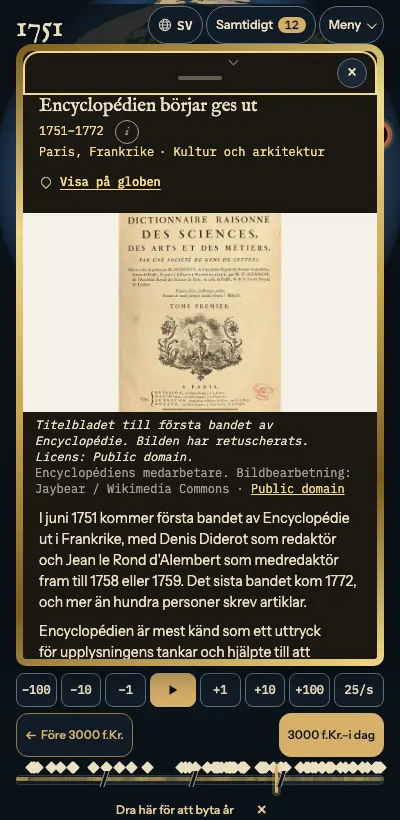 1751
SV
Samtidigt 12
Meny
Encyclopédien börjar ges ut
1751–1772 i
Paris, Frankrike · Kultur och arkitektur
Visa på globen
DICTIONNAIRE RAISONNE
DES SCIENCES,
DES ARTS ET DES MÉTIERS,
PAR UNE SOCIÉTÉ DE GENS DE LETTRES.
TOME PREMIER.
A PARIS,
Titelbladet till första bandet av
Encyclopédie. Bilden har retuscherats.
Licens: Public domain.
Encyclopédiens medarbetare. Bildbearbetning:
Jaybear / Wikimedia Commons · Public domain
I juni 1751 kommer första bandet av Encyclopédie
ut i Frankrike, med Denis Diderot som redaktör
och Jean le Rond d'Alembert som medredaktör
fram till 1758 eller 1759. Det sista bandet kom 1772,
och mer än hundra personer skrev artiklar.
Encyclopédien är mest känd som ett uttryck
för upplysningens tankar och hjälpte till att
−100
−10
−1
+1
+10
+100
25/s
← Före 3000 f.Kr.
3000 f.Kr.–i dag
Dra här för att byta år ×